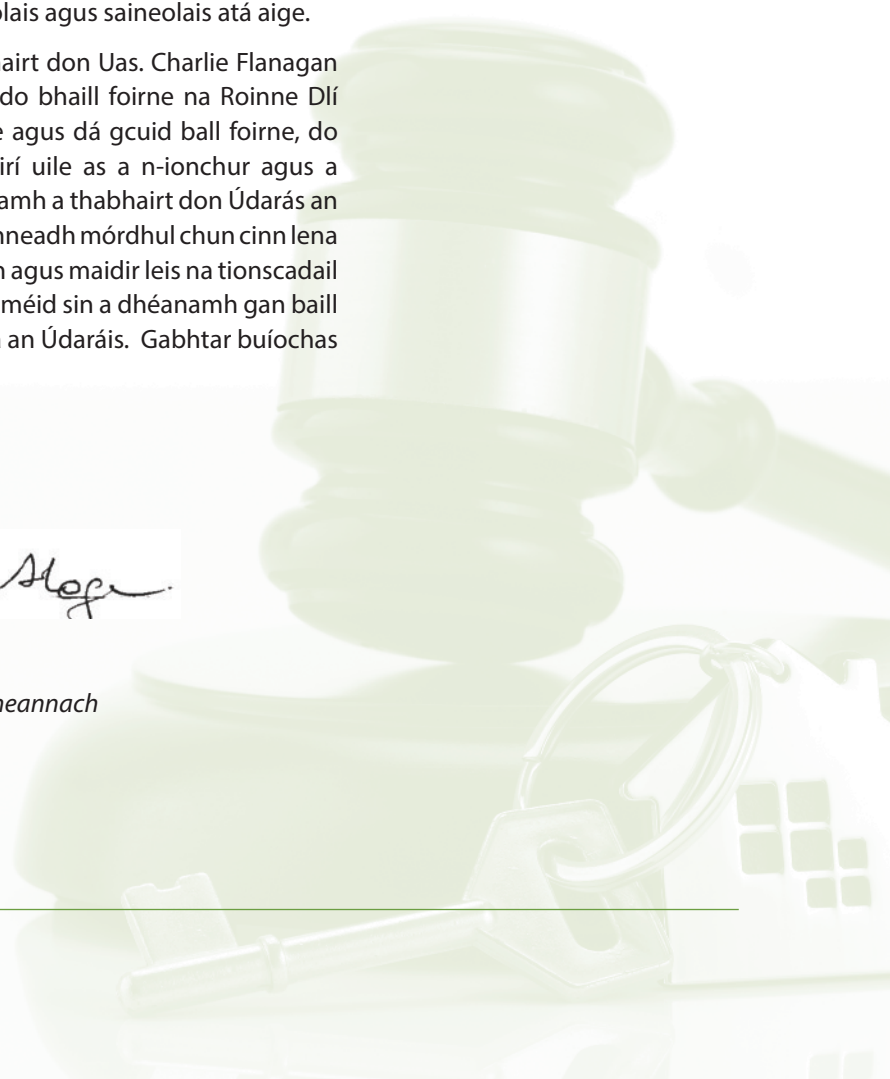 olais agus saineolais atá aige.
airt don Uas. Charlie Flanagan
do bhaill foirne na Roinne Dlí
e agus dá gcuid ball foirne, do
irí uile as a n-ionchur agus a
amh a thabhairt don Údarás an
nneadh mórdhul chun cinn lena
n agus maidir leis na tionscadail
méid sin a dhéanamh gan baill
an Údaráis. Gabhtar buíochas
heannach